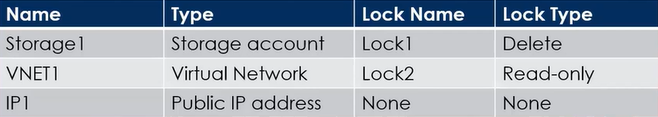 Name Type Lock Name Lock Type
Storage1 Storage account Lock1 Delete
VNET1 Virtual Network Lock2 Read-only
IP1 Public IP address None None